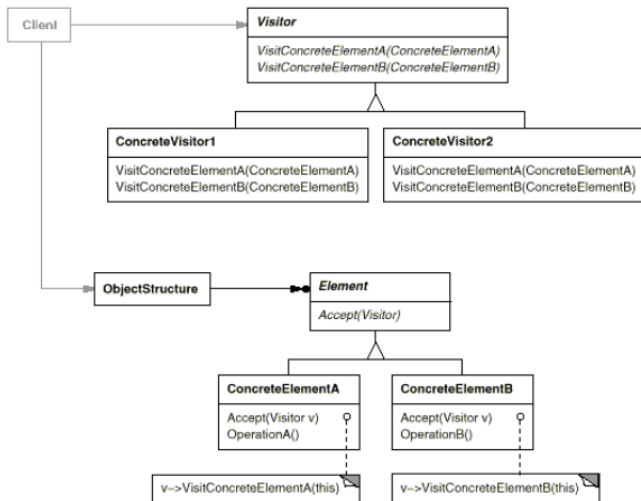 Client
Visitor
VisitConcreteElementA(ConcreteElementA)
VisitConcreteElementB(ConcreteElementB)
ConcreteVisitor1
VisitConcreteElementA(ConcreteElementA)
VisitConcreteElementB(ConcreteElementB)
ConcreteVisitor2
VisitConcreteElementA(ConcreteElementA)
VisitConcreteElementB(ConcreteElementB)
ObjectStructure
Element
Accept(Visitor)
ConcreteElementA
Accept(Visitor v)
OperationA()
ConcreteElementB
Accept(Visitor v)
OperationB()
v->VisitConcreteElementA(this)
v->VisitConcreteElementB(this)